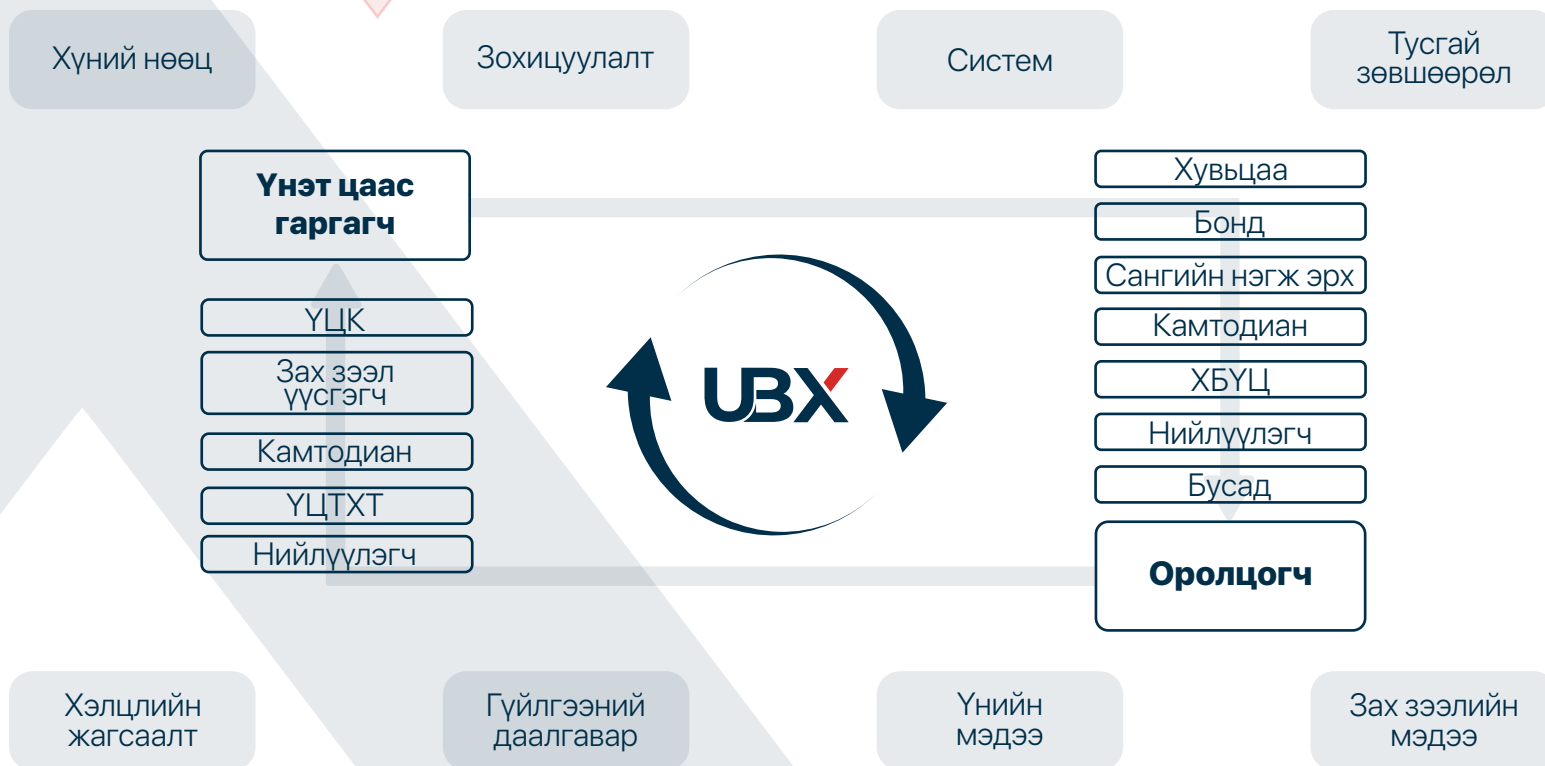 Хүний нөөц
Зохицуулалт
Систем
Тусгай
зөвшөөрөл
Үнэт цаас
гаргагч
ҮЦК
Зах зээл
үүсгэгч
Камтодиан
ҮЦТХТ
Нийлүүлэгч
UBX
Хувьцаа
Бонд
Сангийн нэгж эрх
Камтодиан
ХБҮЦ
Нийлүүлэгч
Бусад
Оролцогч
Хэлцлийн
жагсаалт
Гүйлгээний
даалгавар
Үнийн
мэдээ
Зах зээлийн
мэдээ